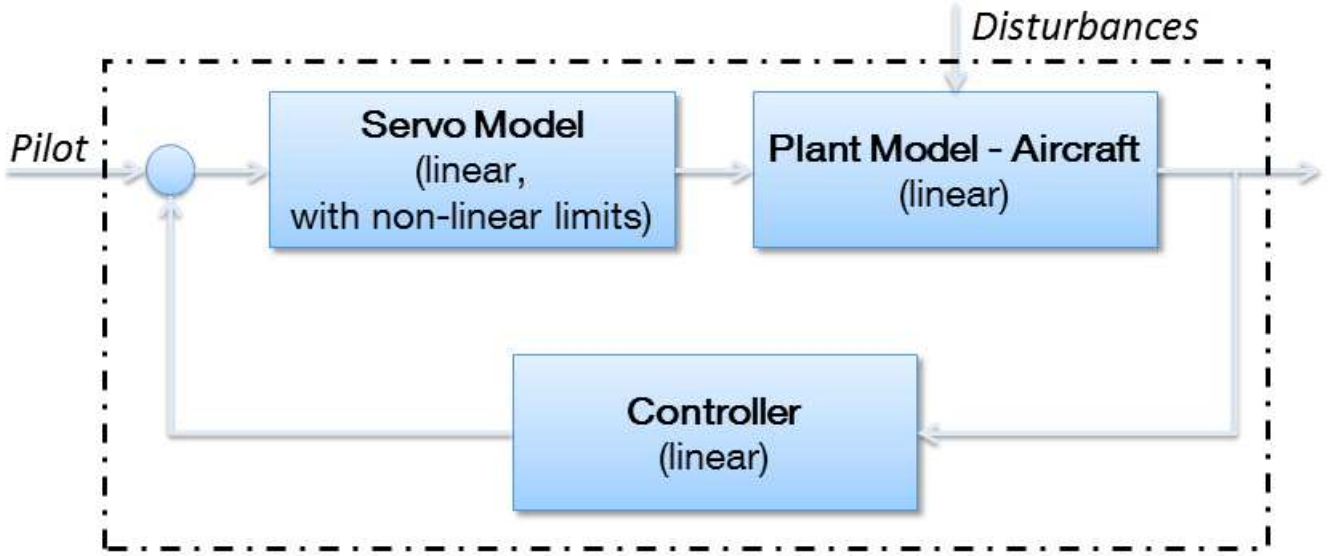 Disturbances
Pilot
Servo Model
(linear,
with non-linear limits)
Plant Model - Aircraft
(linear)
Controller
(linear)